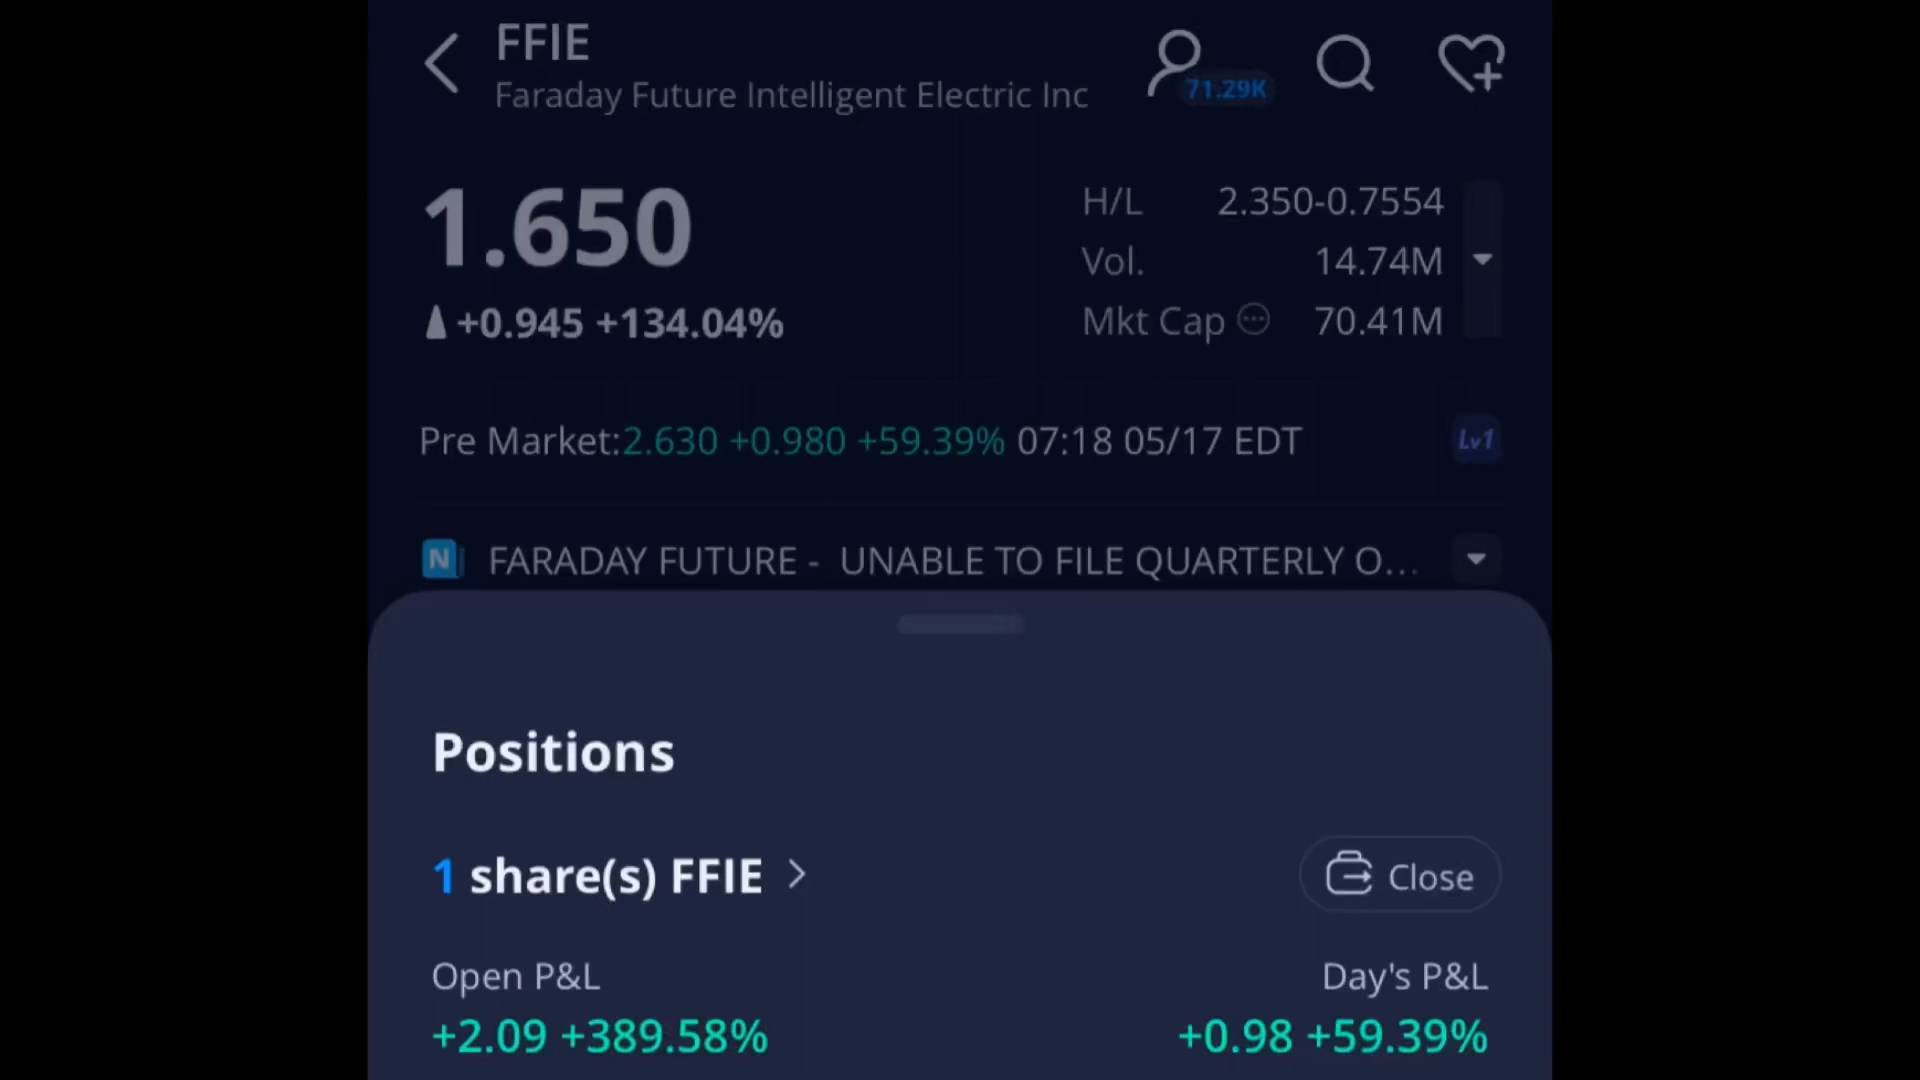 FFIE
Faraday Future Intelligent Electric Inc
71.29K
1.650
+0.945 +134.04%
H/L 2.350-0.7554
Vol. 14.74M
Mkt Cap 70.41M
Pre Market:2.630 +0.980 +59.39% 07:18 05/17 EDT
Lv1
N FARADAY FUTURE - UNABLE TO FILE QUARTERLY O...
Positions
1 share(s) FFIE
Close
Open P&L Day's P&L
+2.09 +389.58% +0.98 +59.39%